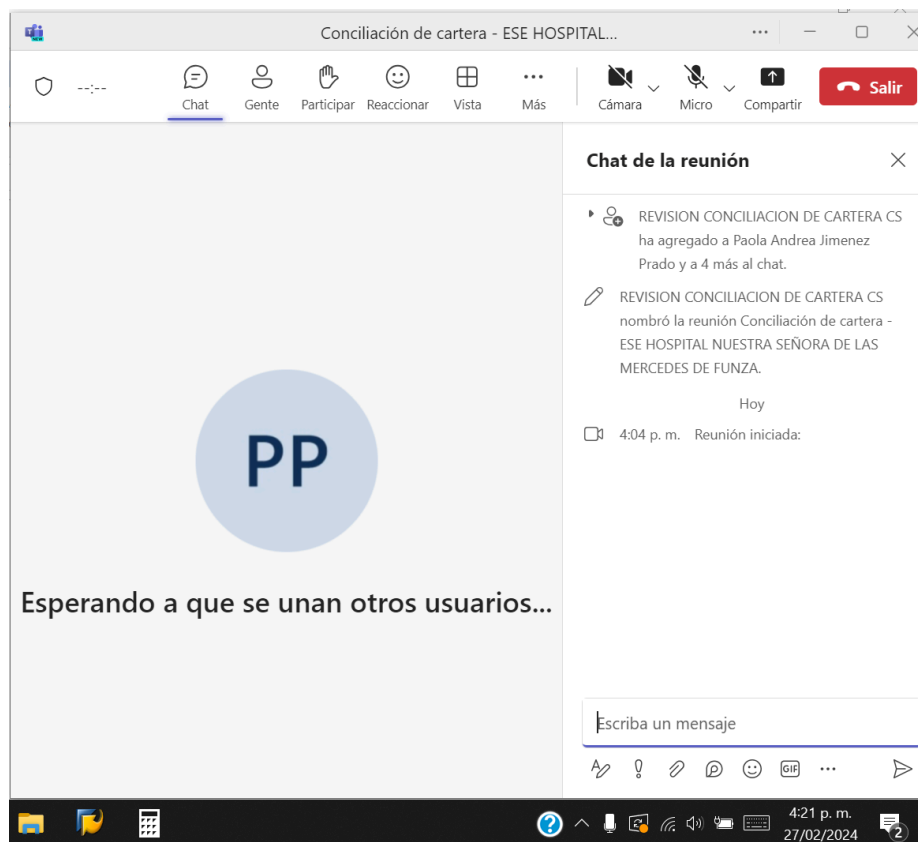 Conciliación de cartera - ESE HOSPITAL...
--:--
Chat
Gente
Participar
Reaccionar
Vista
Más
Cámara
Micro
Compartir
Salir
Chat de la reunión
REVISION CONCILIACION DE CARTERA CS
ha agregado a Paola Andrea Jimenez
Prado y a 4 más al chat.
REVISION CONCILIACION DE CARTERA CS
nombró la reunión Conciliación de cartera -
ESE HOSPITAL NUESTRA SEÑORA DE LAS
MERCEDES DE FUNZA.
Hoy
4:04 p. m. Reunión iniciada:
PP
Esperando a que se unan otros usuarios...
Escriba un mensaje
GIF
4:21 p. m.
27/02/2024
2